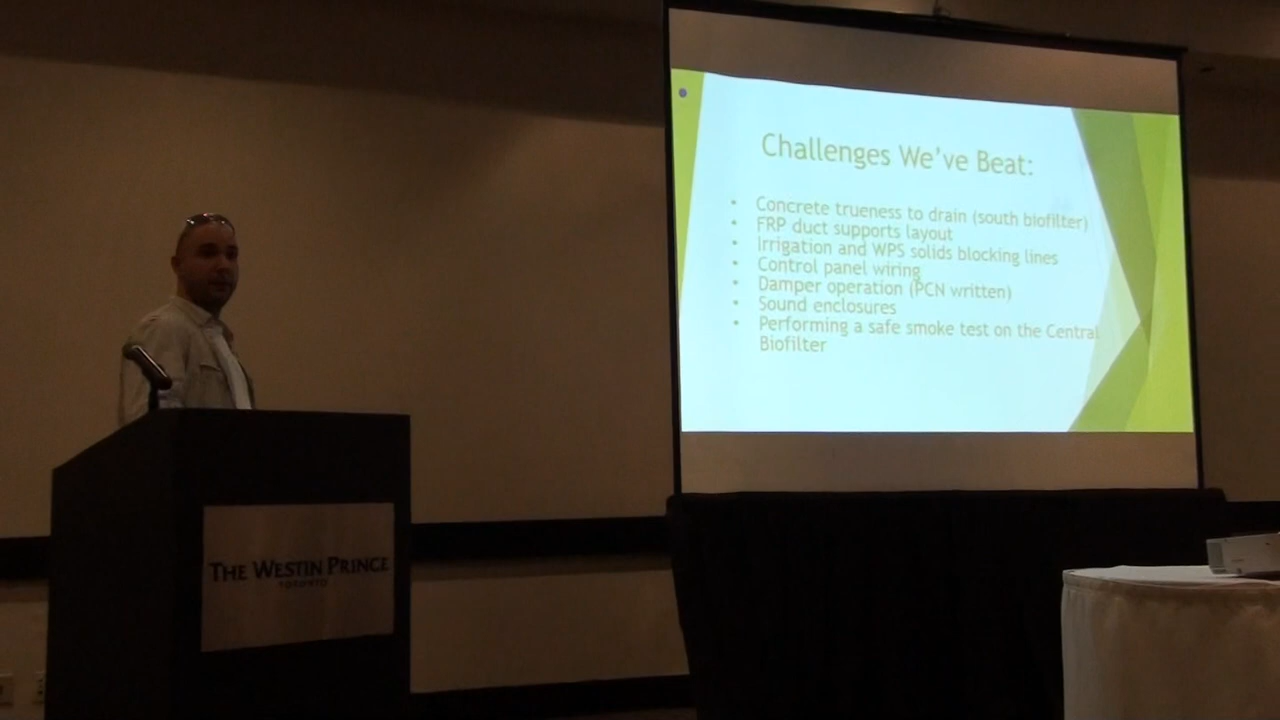 Challenges We've Beat:
• Concrete trueness to drain (south biofilter)
• FRP duct supports layout
• Irrigation and WPS solids blocking lines
• Control panel wiring
• Damper operation (PCN written)
• Sound enclosures
• Performing a safe smoke test on the Central
Biofilter
THE WESTIN PRINCE
TORONTO